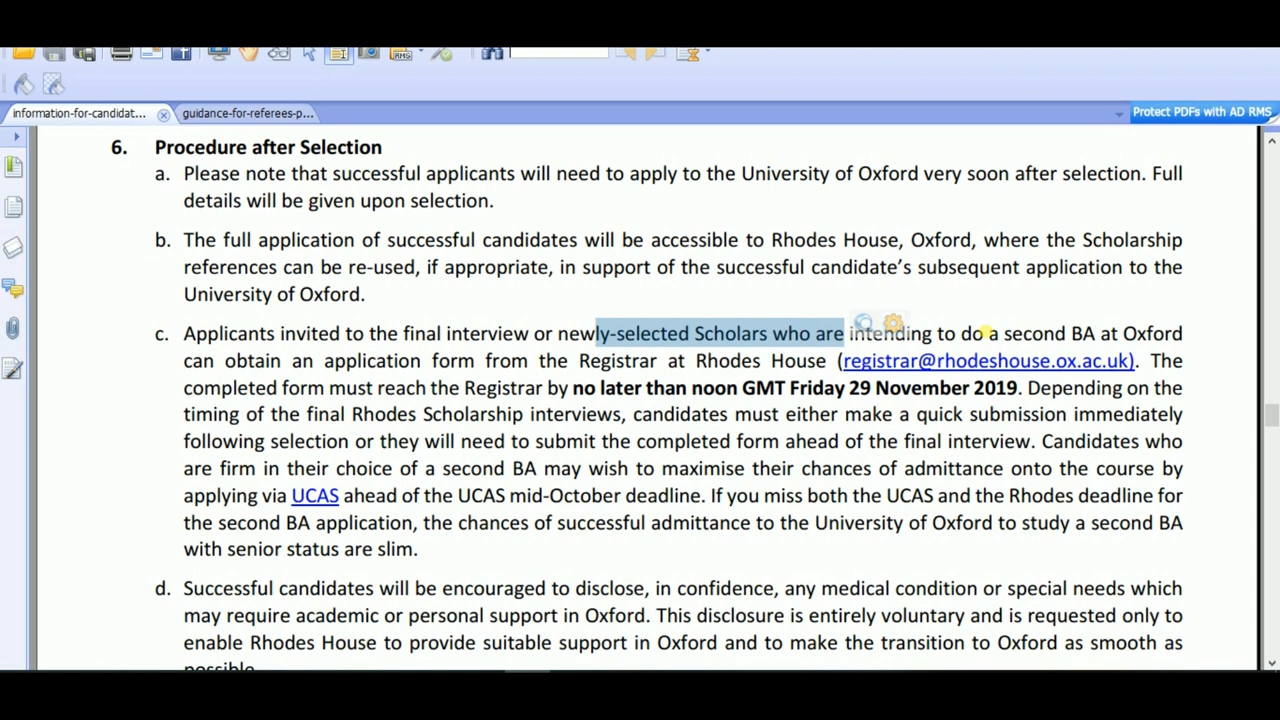 RMS
information-for-candidat...
guidance-for-referees-p...
Protect PDFs with AD RMS
6. Procedure after Selection
a. Please note that successful applicants will need to apply to the University of Oxford very soon after selection. Full
details will be given upon selection.
b. The full application of successful candidates will be accessible to Rhodes House, Oxford, where the Scholarship
references can be re-used, if appropriate, in support of the successful candidate's subsequent application to the
University of Oxford.
c. Applicants invited to the final interview or newly-selected Scholars who are intending to do a second BA at Oxford
can obtain an application form from the Registrar at Rhodes House (registrar@rhodeshouse.ox.ac.uk). The
completed form must reach the Registrar by no later than noon GMT Friday 29 November 2019. Depending on the
timing of the final Rhodes Scholarship interviews, candidates must either make a quick submission immediately
following selection or they will need to submit the completed form ahead of the final interview. Candidates who
are firm in their choice of a second BA may wish to maximise their chances of admittance onto the course by
applying via UCAS ahead of the UCAS mid-October deadline. If you miss both the UCAS and the Rhodes deadline for
the second BA application, the chances of successful admittance to the University of Oxford to study a second BA
with senior status are slim.
d. Successful candidates will be encouraged to disclose, in confidence, any medical condition or special needs which
may require academic or personal support in Oxford. This disclosure is entirely voluntary and is requested only to
enable Rhodes House to provide suitable support in Oxford and to make the transition to Oxford as smooth as
possible.